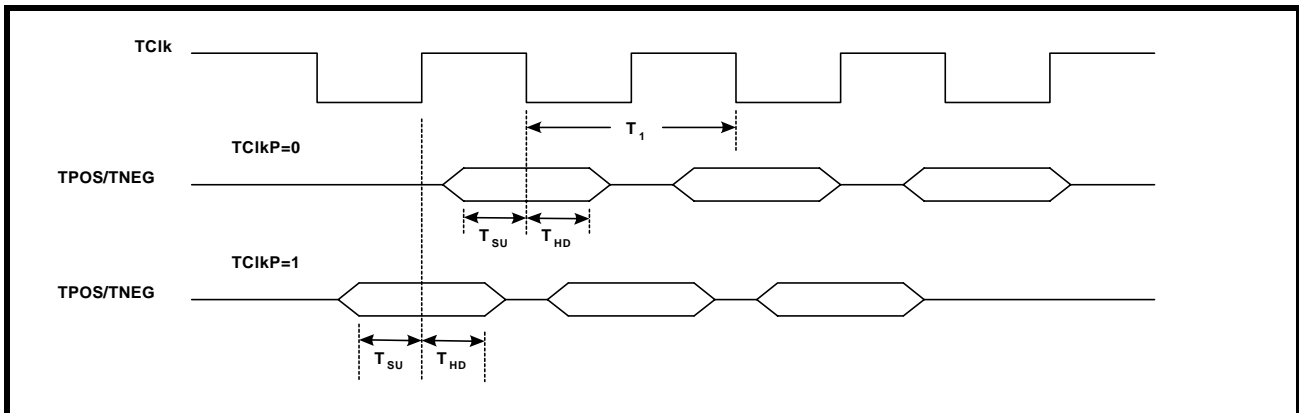 TClk
T1
TClkP=0
TPOS/TNEG
TSU THD
TClkP=1
TPOS/TNEG
TSU THD